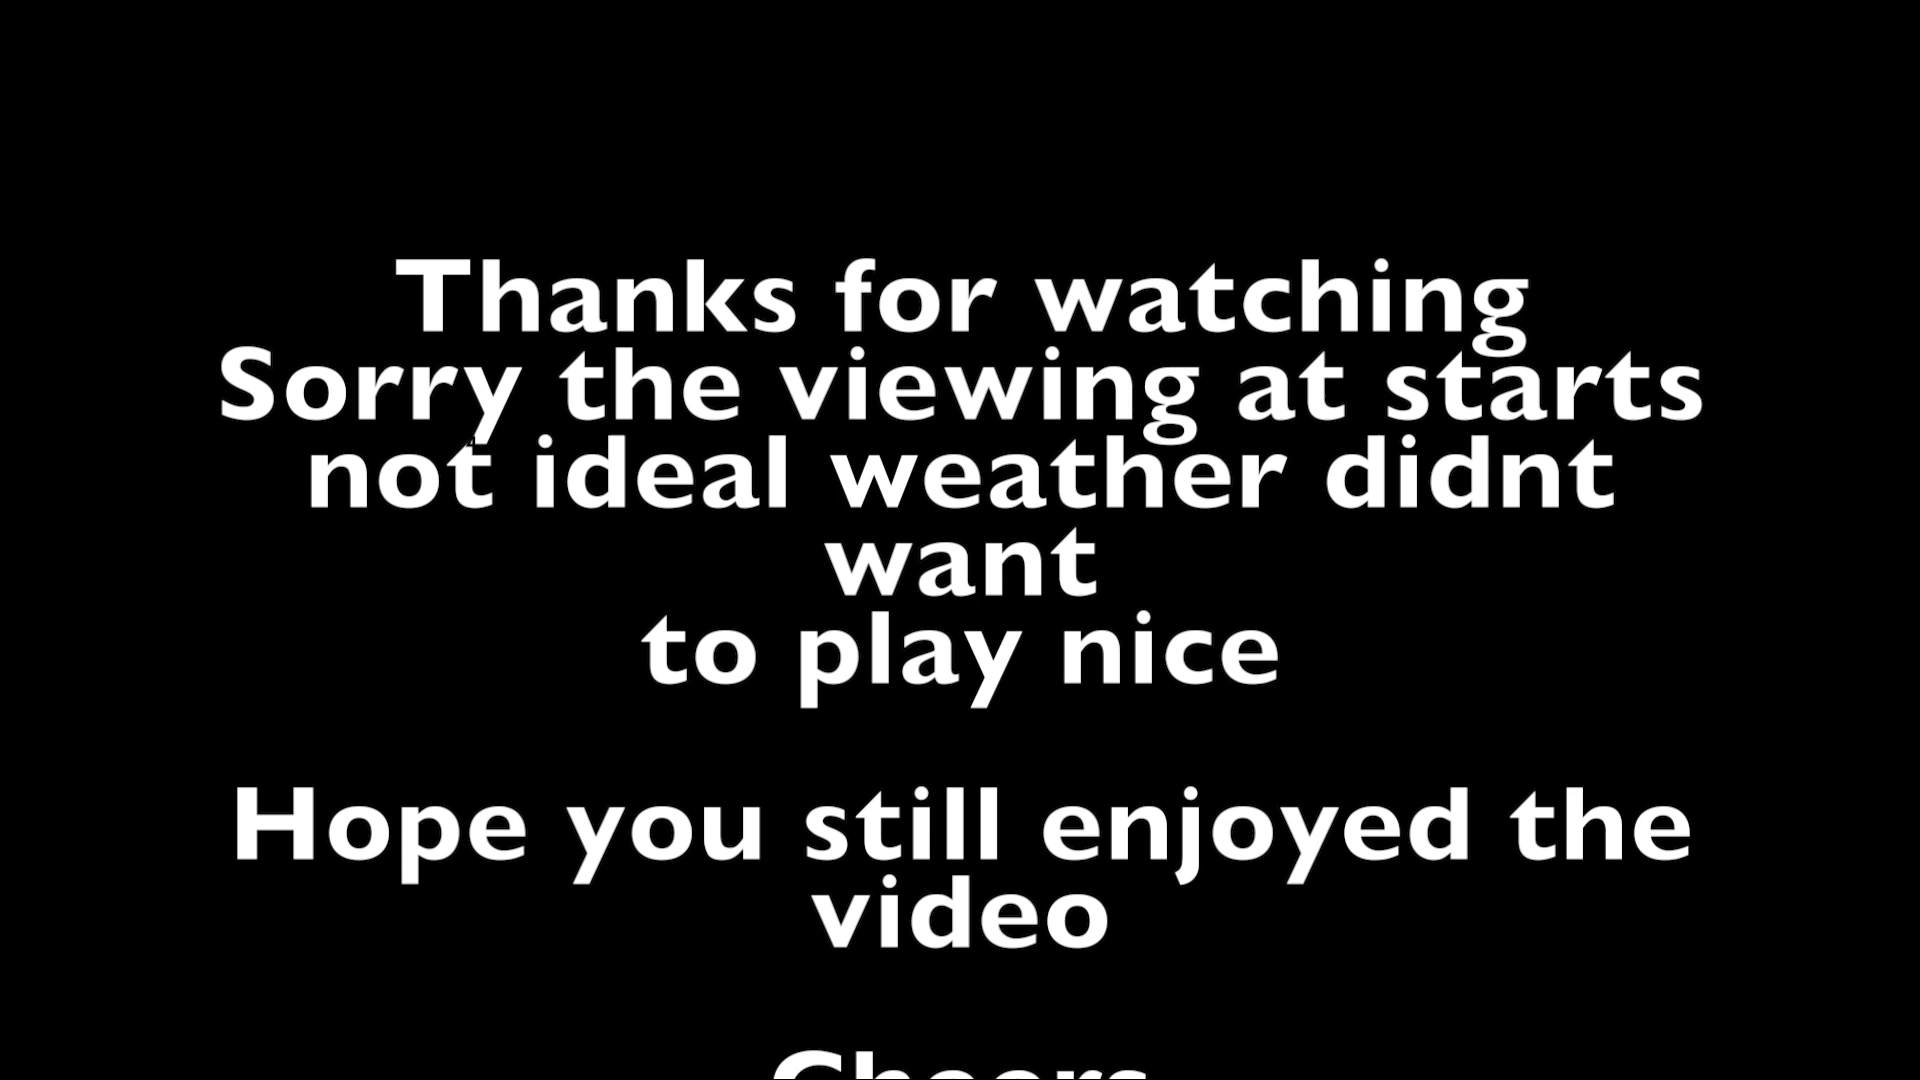 Thanks for watching
Sorry the viewing at starts
not ideal weather didnt
want
to play nice
Hope you still enjoyed the
video
Cheers